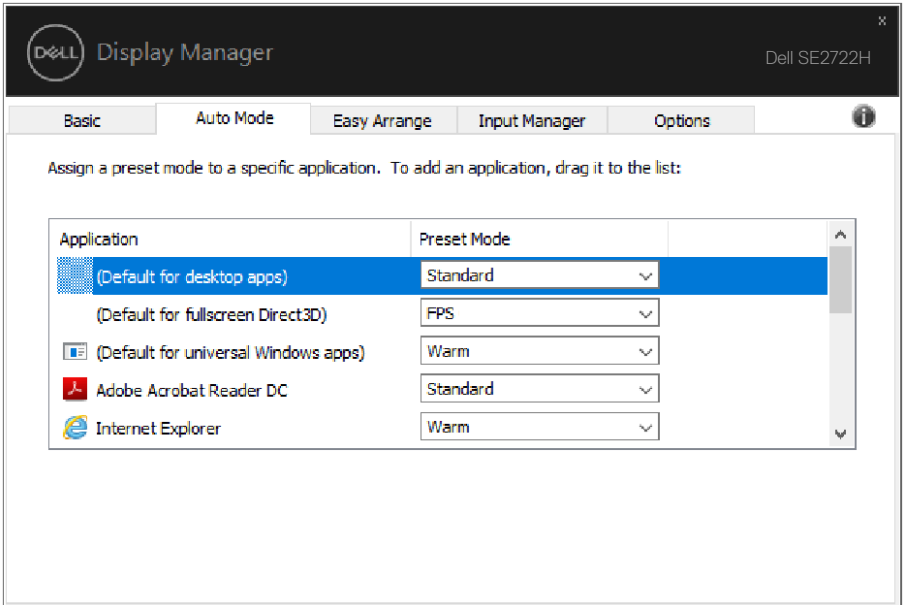 DELL Display Manager
x
Dell SE2722H
Basic Auto Mode Easy Arrange Input Manager Options
Assign a preset mode to a specific application. To add an application, drag it to the list:
Application Preset Mode
(Default for desktop apps) Standard
(Default for fullscreen Direct3D) FPS
(Default for universal Windows apps) Warm
Adobe Acrobat Reader DC Standard
Internet Explorer Warm